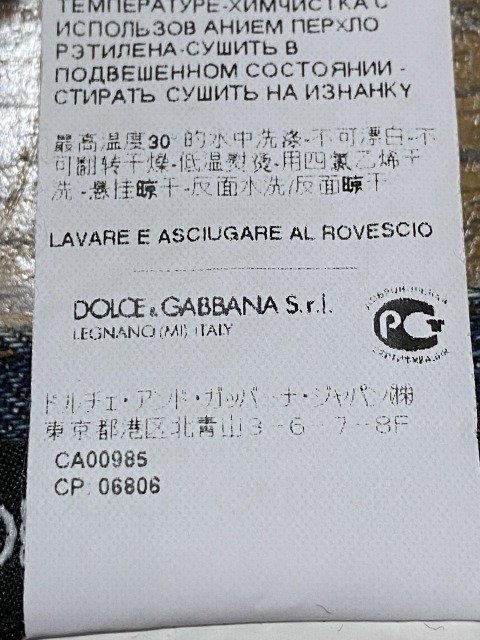 ТЕМПЕРАТУРЕ-ХИМЧИСТКА С
ИСПОЛЬЗОВ АНИЕМ ПЕРХЛО
РЭТИЛЕНА-СУШИТЬ В
ПОДВЕШЕННОМ СОСТОЯНИИ -
СТИРАТЬ СУШИТЬ НА ИЗНАНКУ
最高温度30°的水中洗涤-不可漂白-不
可翻转干燥-低温熨烫-用四氯乙烯干
洗-悬挂晾干-反面水洗/反面晾干
LAVARE E ASCIUGARE AL ROVESCIO
DOLCE & GABBANA S.r.l.
LEGNANO (MI) ITALY
ДОБРОВОЛЬНАЯ
РСТ
СЕРТИФИКАЦИЯ
ドルチェ・アンド・ガッバーナ・ジャパン㈱
東京都港区北青山3-6-7-8F
CA00985
CP: 06806